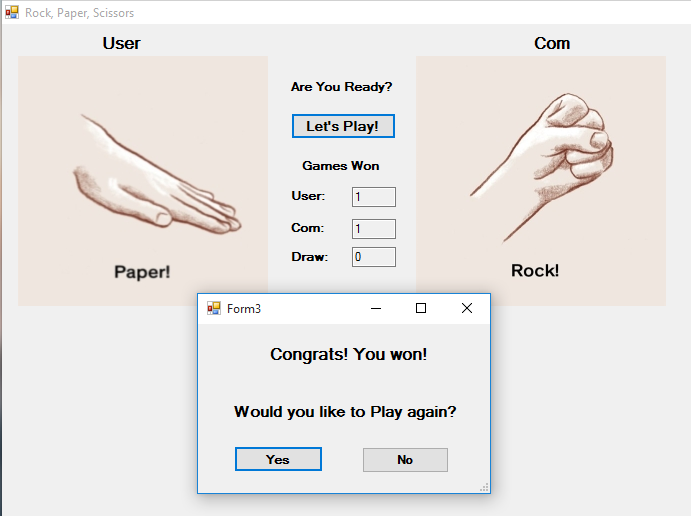 Rock, Paper, Scissors
User
Com
Are You Ready?
Let's Play!
Games Won
User: 1
Com: 1
Draw: 0
Paper!
Rock!
Form3
Congrats! You won!
Would you like to Play again?
Yes No